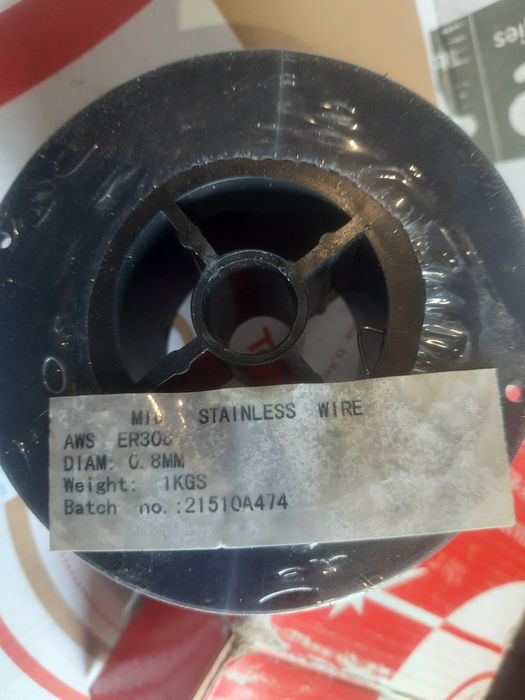 MIG STAINLESS WIRE
AWS ER308
DIAM: 0.8MM
Weight: 1KGS
Batch no.:21510A474